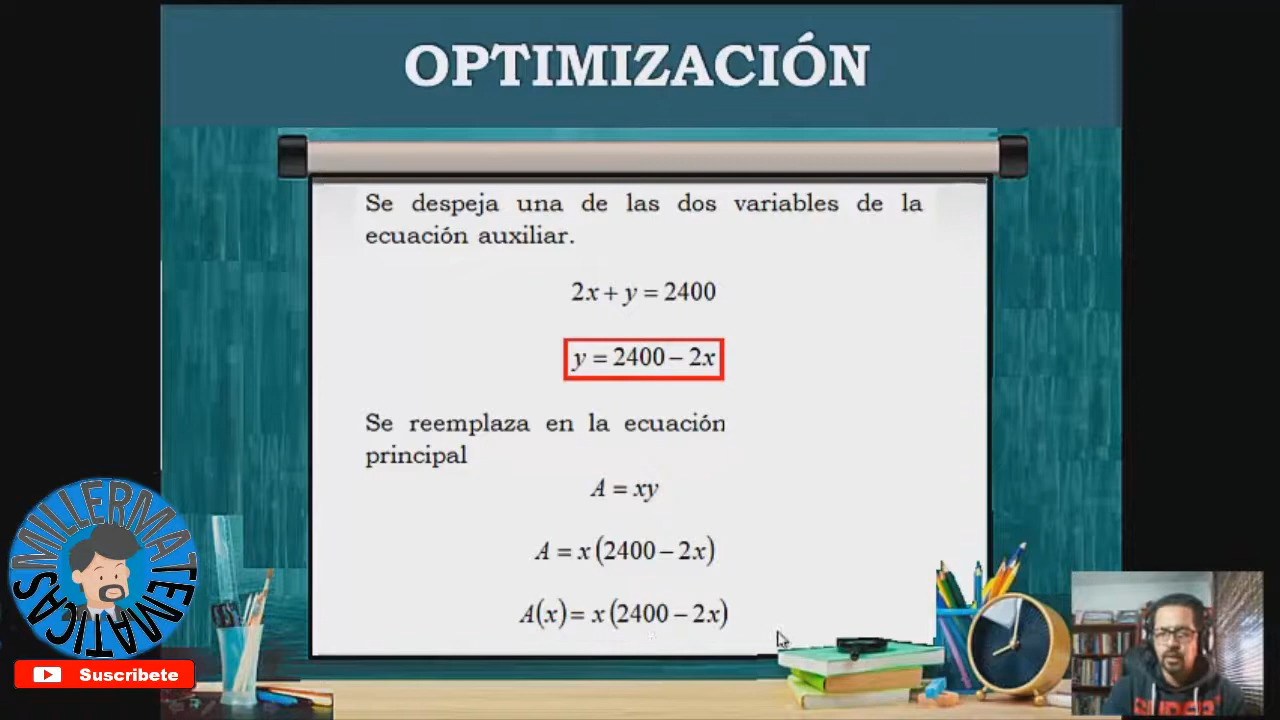 OPTIMIZACIÓN
Se despeja una de las dos variables de la
ecuación auxiliar.
2x + y = 2400
y = 2400 − 2x
Se reemplaza en la ecuación
principal
A = xy
A = x(2400 − 2x)
A(x) = x(2400 − 2x)
MILLERMATEMATICAS
Suscribete